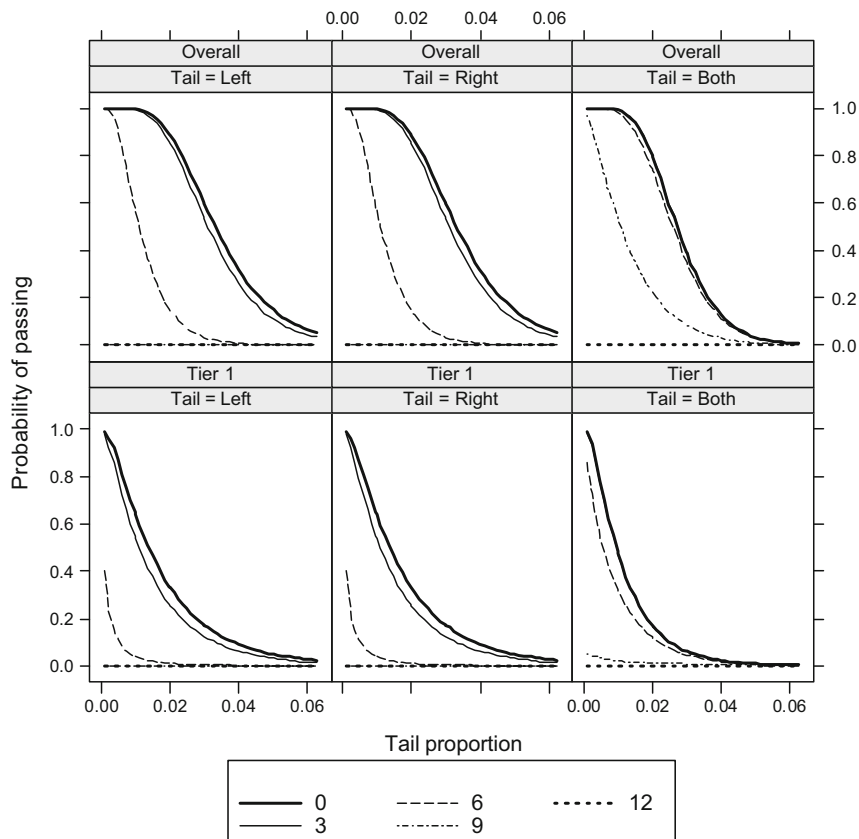 0.00 0.02 0.04 0.06
Overall Overall Overall
Tail = Left Tail = Right Tail = Both
1.0
0.8
0.6
0.4
0.2
0.0
Probability of passing
Tier 1 Tier 1 Tier 1
Tail = Left Tail = Right Tail = Both
1.0
0.8
0.6
0.4
0.2
0.0
0.00 0.02 0.04 0.06 0.00 0.02 0.04 0.06
Tail proportion
0 6 12
3 9